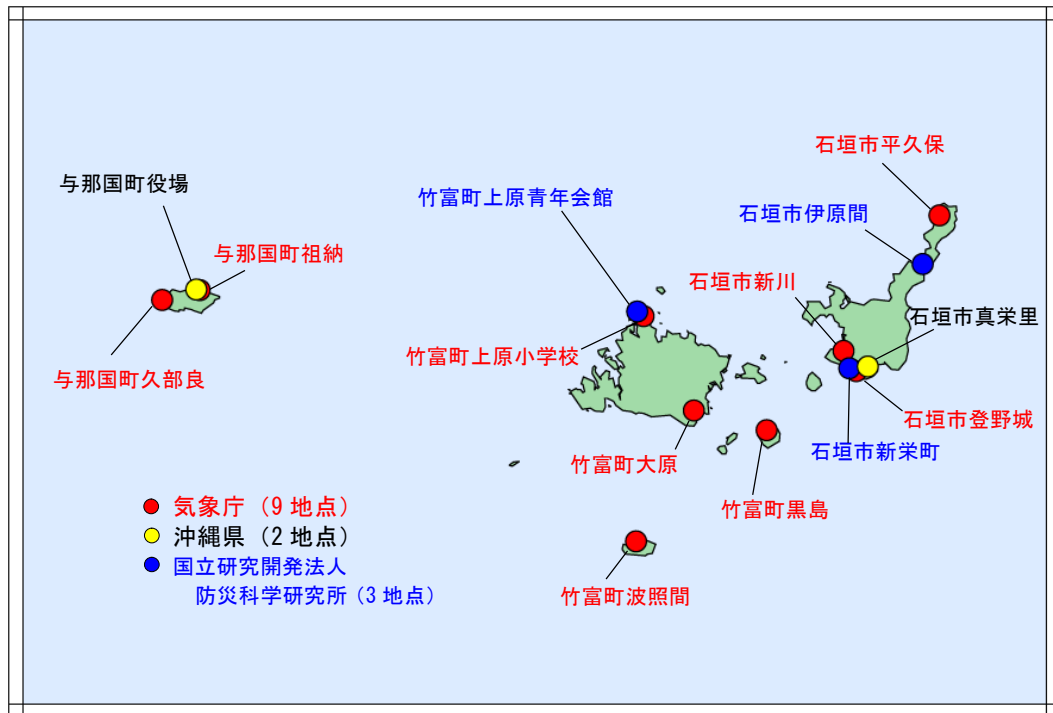 石垣市平久保
与那国町役場
竹富町上原青年会館
石垣市伊原間
与那国町祖納
石垣市新川
石垣市真栄里
竹富町上原小学校
与那国町久部良
石垣市登野城
石垣市新栄町
竹富町大原
竹富町黒島
気象庁（9 地点）
沖縄県（2 地点）
国立研究開発法人
防災科学研究所（3 地点）
竹富町波照間